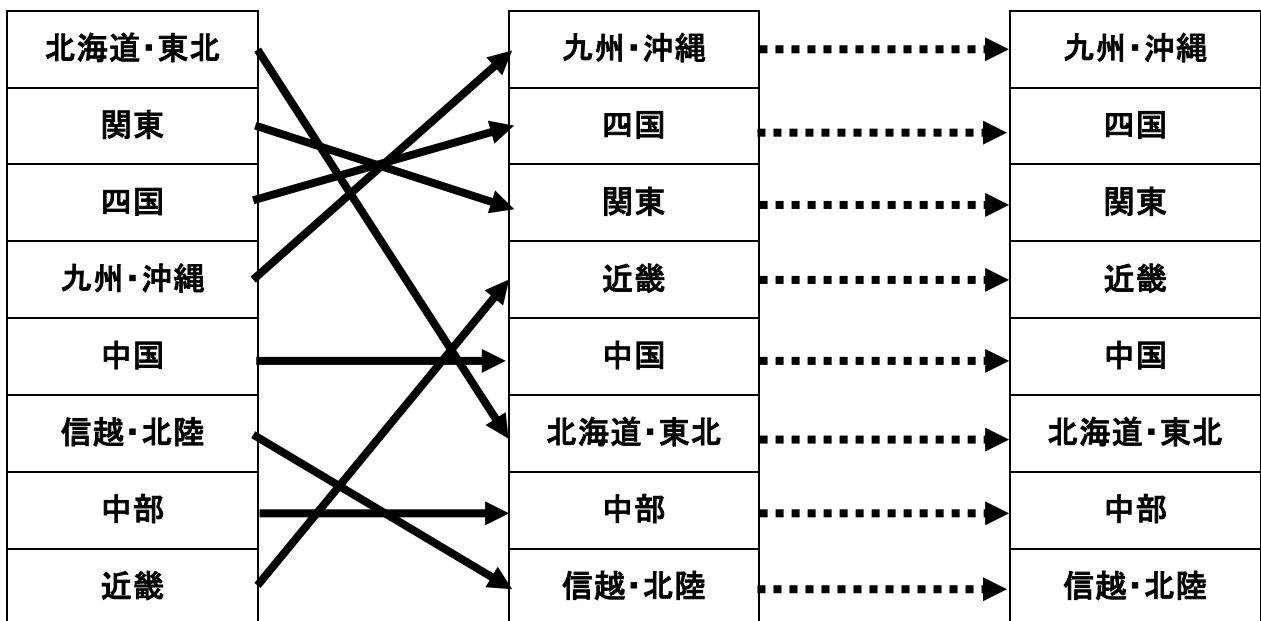 北海道・東北 九州・沖縄 九州・沖縄
関東 四国 四国
四国 関東 関東
九州・沖縄 近畿 近畿
中国 中国 中国
信越・北陸 北海道・東北 北海道・東北
中部 中部 中部
近畿 信越・北陸 信越・北陸